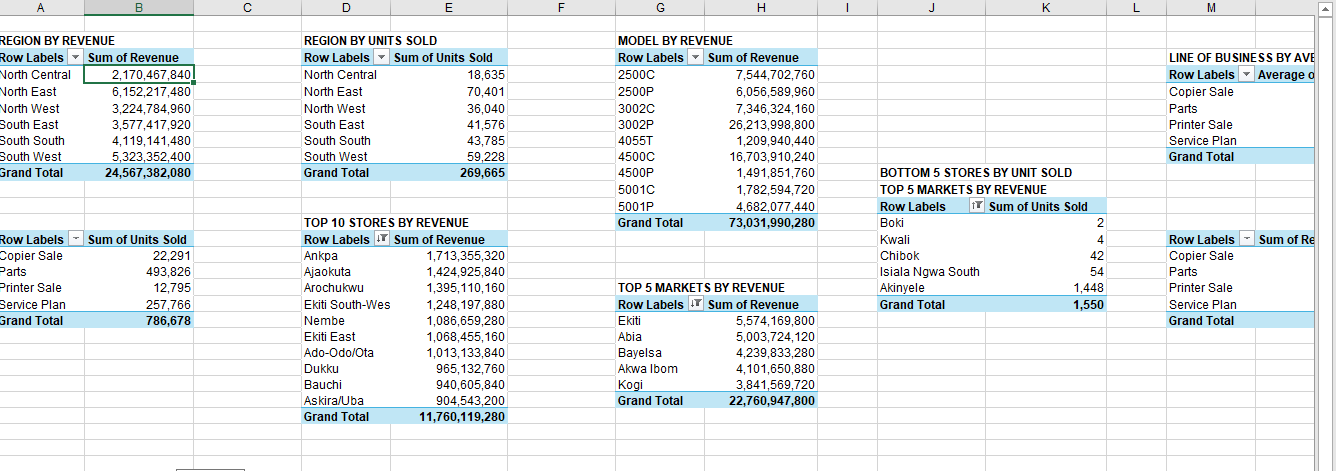 A B C D E F G H I J K L M
REGION BY REVENUE
Row Labels Sum of Revenue
North Central 2,170,467,840
North East 6,152,217,480
North West 3,224,784,960
South East 3,577,417,920
South South 4,119,141,480
South West 5,323,352,400
Grand Total 24,567,382,080
Row Labels Sum of Units Sold
Copier Sale 22,291
Parts 493,826
Printer Sale 12,795
Service Plan 257,766
Grand Total 786,678
REGION BY UNITS SOLD
Row Labels Sum of Units Sold
North Central 18,635
North East 70,401
North West 36,040
South East 41,576
South South 43,785
South West 59,228
Grand Total 269,665
TOP 10 STORES BY REVENUE
Row Labels Sum of Revenue
Ankpa 1,713,355,320
Ajaokuta 1,424,925,840
Arochukwu 1,395,110,160
Ekiti South-Wes 1,248,197,880
Nembe 1,086,659,280
Ekiti East 1,068,455,160
Ado-Odo/Ota 1,013,133,840
Dukku 965,132,760
Bauchi 940,605,840
Askira/Uba 904,543,200
Grand Total 11,760,119,280
MODEL BY REVENUE
Row Labels Sum of Revenue
2500C 7,544,702,760
2500P 6,056,589,960
3002C 7,346,324,160
3002P 26,213,998,800
4055T 1,209,940,440
4500C 16,703,910,240
4500P 1,491,851,760
5001C 1,782,594,720
5001P 4,682,077,440
Grand Total 73,031,990,280
TOP 5 MARKETS BY REVENUE
Row Labels Sum of Revenue
Ekiti 5,574,169,800
Abia 5,003,724,120
Bayelsa 4,239,833,280
Akwa Ibom 4,101,650,880
Kogi 3,841,569,720
Grand Total 22,760,947,800
BOTTOM 5 STORES BY UNIT SOLD
TOP 5 MARKETS BY REVENUE
Row Labels Sum of Units Sold
Boki 2
Kwali 4
Chibok 42
Isiala Ngwa South 54
Akinyele 1,448
Grand Total 1,550
LINE OF BUSINESS BY AVE
Row Labels Average o
Copier Sale
Parts
Printer Sale
Service Plan
Grand Total
Row Labels Sum of Re
Copier Sale
Parts
Printer Sale
Service Plan
Grand Total